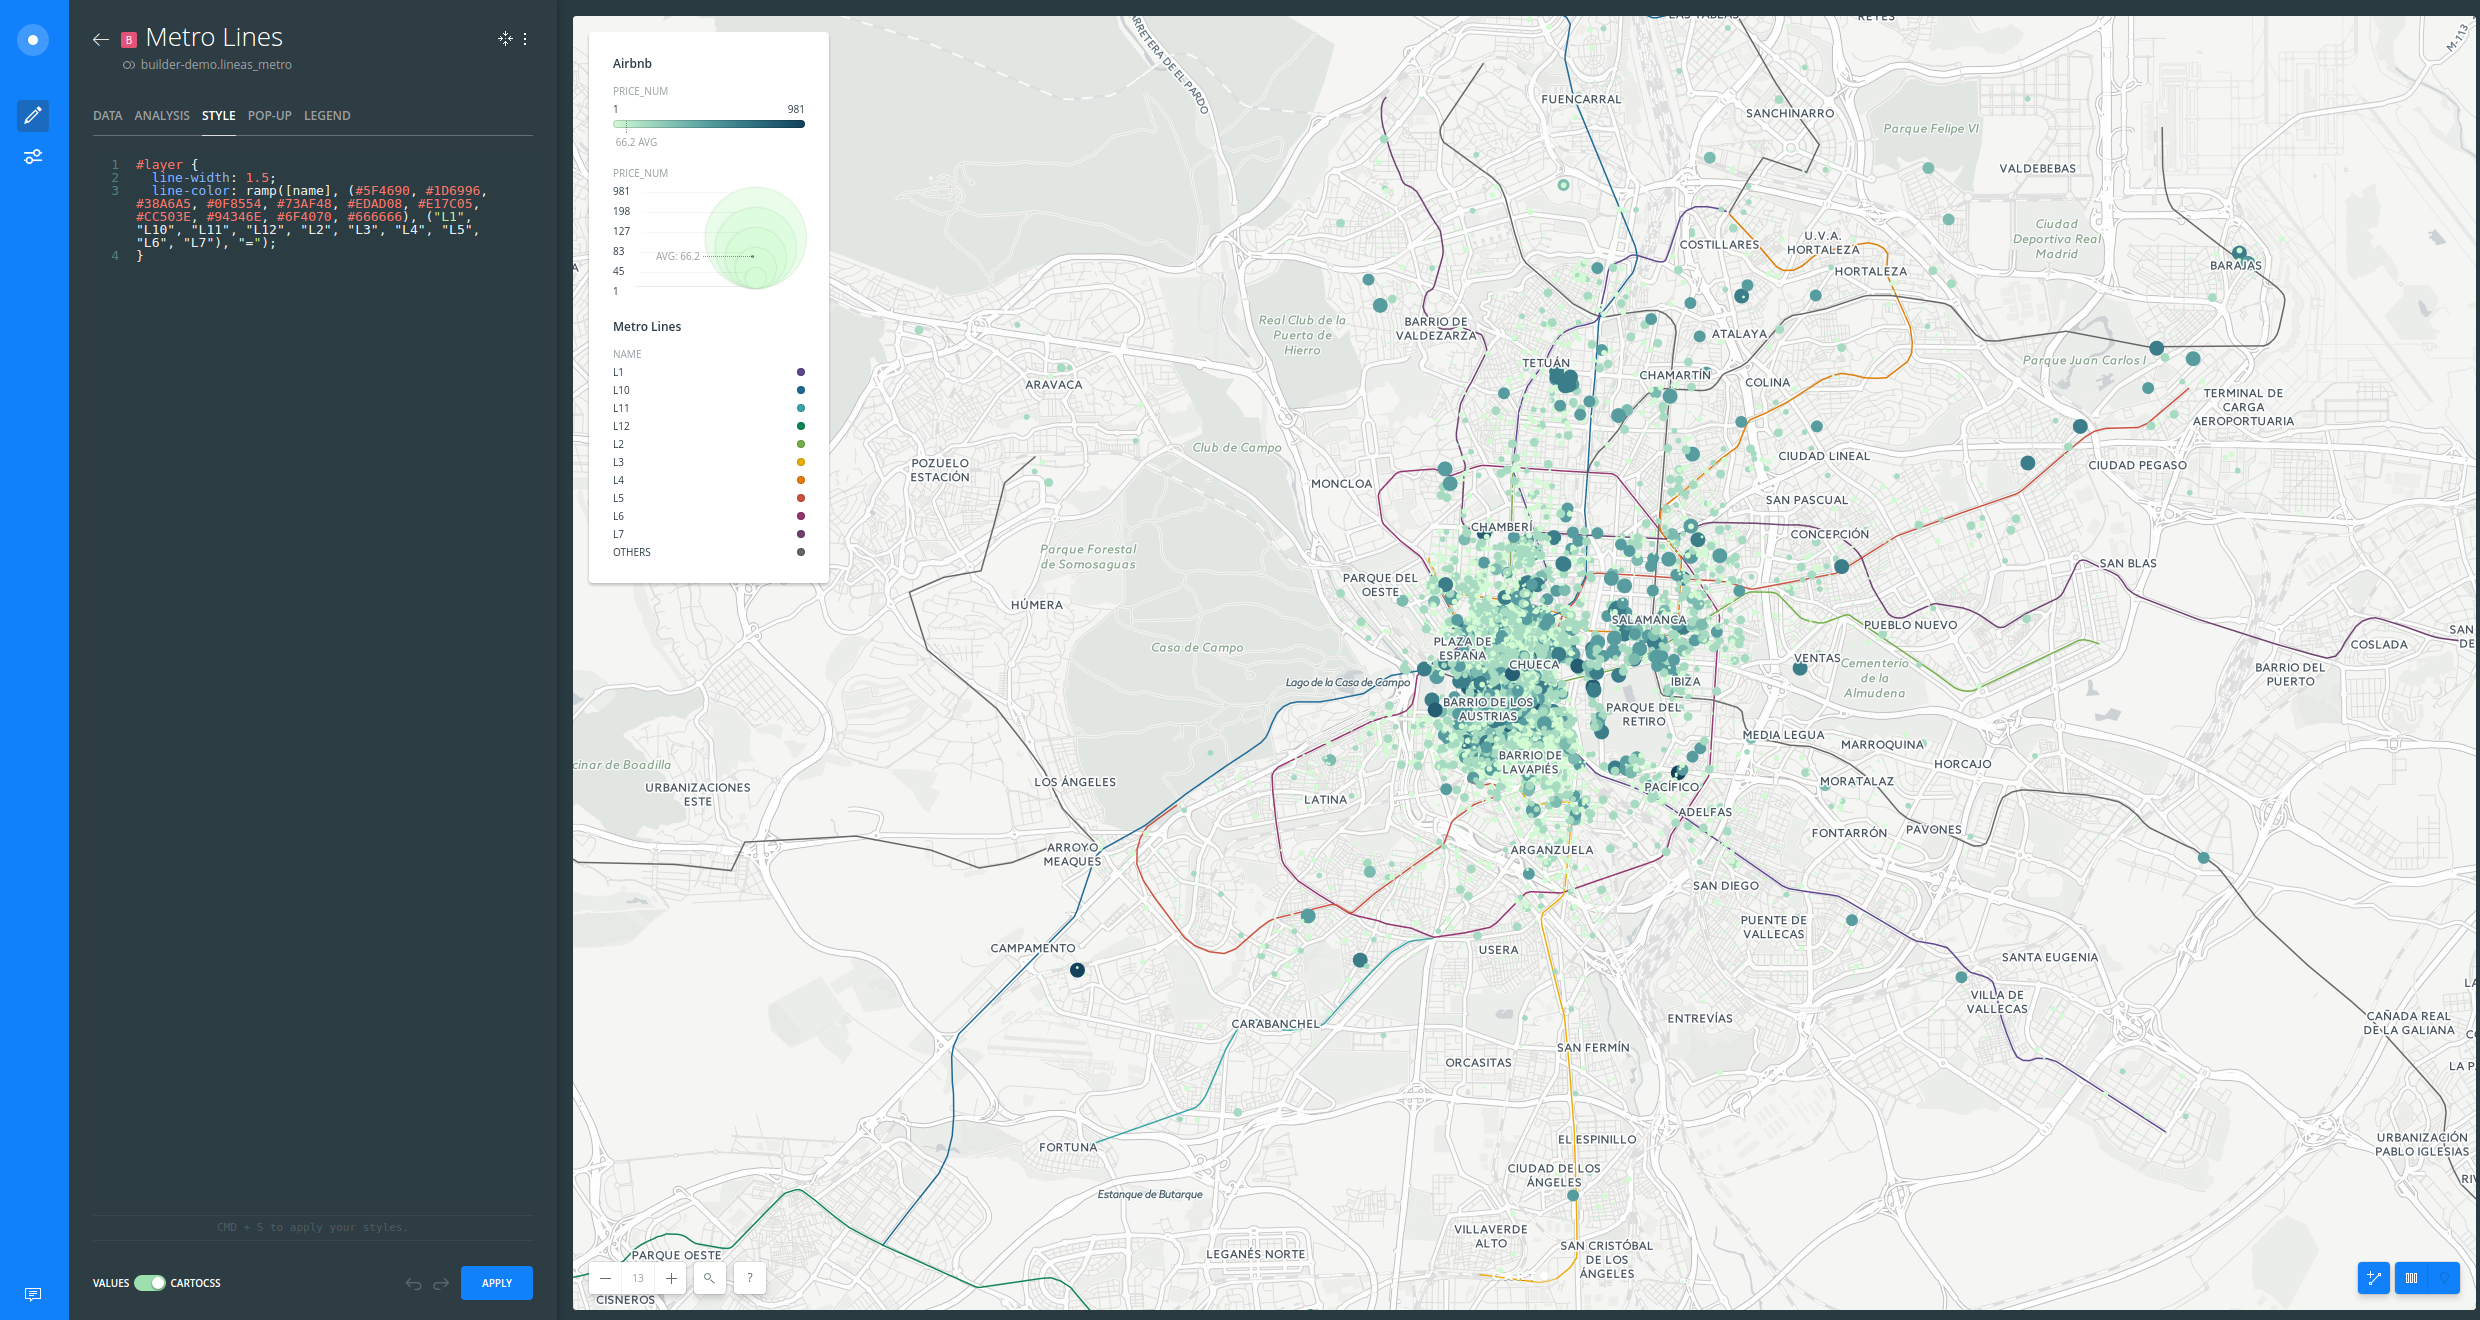 B Metro Lines
builder-demo.lineas_metro
DATA ANALYSIS STYLE POP-UP LEGEND
1 #layer {
2 line-width: 1.5;
3 line-color: ramp([name], (#5F4690, #1D6996,
#38A6A5, #0F8554, #73AF48, #EDAD08, #E17C05,
#CC503E, #94346E, #6F4070, #666666), ("L1",
"L10", "L11", "L12", "L2", "L3", "L4", "L5",
"L6", "L7"), "=");
4 }
CMD + S to apply your styles.
VALUES CARTOCSS
APPLY
Airbnb
PRICE_NUM
1 981
66.2 AVG
PRICE_NUM
981
198
127
83
AVG: 66.2
45
1
Metro Lines
NAME
L1
L10
L11
L12
L2
L3
L4
L5
L6
L7
OTHERS
13
?
CARRETERA DE EL PARDO
LAS TABLAS
REYES
M-113
FUENCARRAL
SANCHINARRO
Parque Felipe VI
VALDEBEBAS
COSTILLARES
U.V.A.
HORTALEZA
HORTALEZA
Ciudad
Deportiva Real
Madrid
BARAJAS
Real Club de la
Puerta de
Hierro
BARRIO DE
VALDEZARZA
ATALAYA
TETUÁN
CHAMARTÍN
COLINA
Parque Juan Carlos I
ARAVACA
TERMINAL DE
CARGA
AEROPORTUARIA
Club de Campo
CIUDAD LINEAL
CIUDAD PEGASO
POZUELO
ESTACIÓN
MONCLOA
SAN PASCUAL
CHAMBERÍ
CONCEPCIÓN
Parque Forestal
de Somosaguas
PARQUE DEL
OESTE
SAN BLAS
HÚMERA
SALAMANCA
PUEBLO NUEVO
Casa de Campo
PLAZA DE
ESPAÑA
CHUECA
VENTAS
Cementerio
de la
Almudena
SAN
DE
COSLADA
BARRIO DEL
PUERTO
Lago de la Casa de Campo
IBIZA
BARRIO DE LOS
AUSTRIAS
PARQUE DEL
RETIRO
MEDIA LEGUA
MARROQUINA
cinar de Boadilla
BARRIO DE
LAVAPIÉS
HORCAJO
URBANIZACIONES
ESTE
LOS ÁNGELES
LATINA
PACÍFICO
MORATALAZ
ADELFAS
FONTARRÓN
PAVONES
ARROYO
MEAQUES
ARGANZUELA
SAN DIEGO
PUENTE DE
VALLECAS
CAMPAMENTO
USERA
SANTA EUGENIA
VILLA DE
VALLECAS
CARABANCHEL
ENTREVÍAS
CAÑADA REAL
DE LA GALIANA
SAN FERMÍN
ORCASITAS
LA P
FORTUNA
EL ESPINILLO
URBANIZACIÓN
PABLO IGLESIAS
CIUDAD DE LOS
ÁNGELES
Estanque de Butarque
VILLAVERDE
ALTO
PARQUE OESTE
LEGANÉS NORTE
SAN CRISTÓBAL
DE LOS
ÁNGELES
CISNEROS